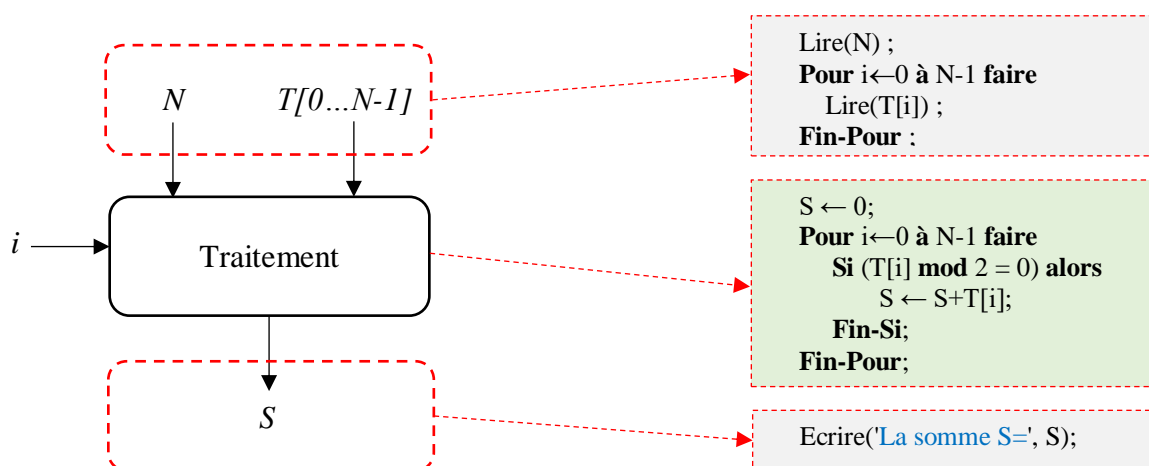 N
T[0…N-1]
i
Traitement
S
Lire(N) ;
Pour i←0 à N-1 faire
Lire(T[i]) ;
Fin-Pour ;
S ← 0;
Pour i←0 à N-1 faire
Si (T[i] mod 2 = 0) alors
S ← S+T[i];
Fin-Si;
Fin-Pour;
Ecrire('La somme S=', S);